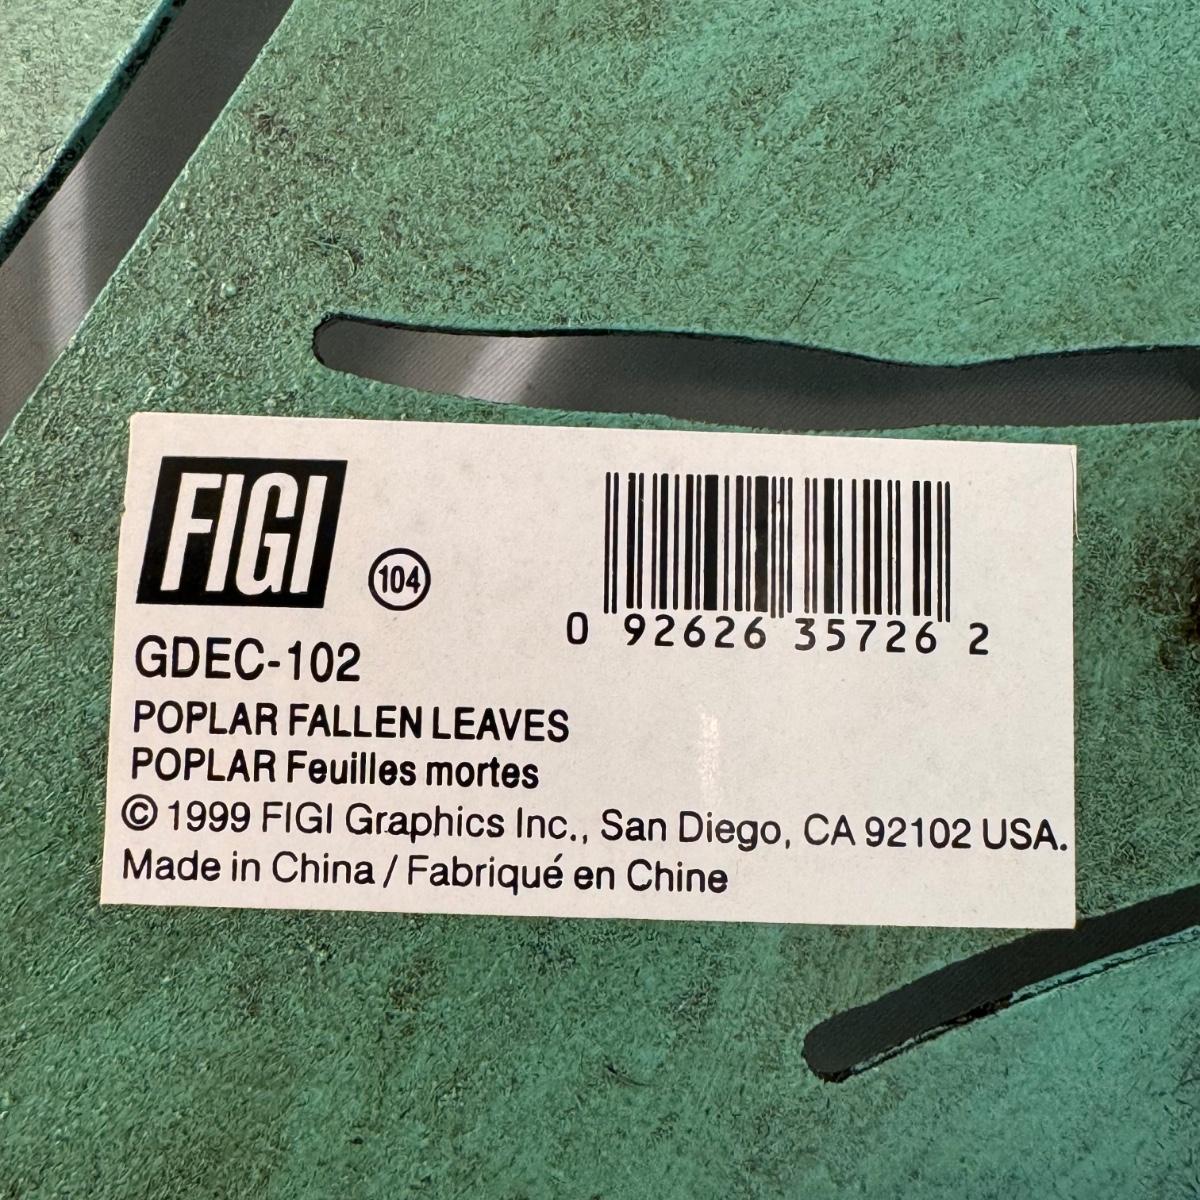 FIGI
104
0 92626 35726 2
GDEC-102
POPLAR FALLEN LEAVES
POPLAR Feuilles mortes
© 1999 FIGI Graphics Inc., San Diego, CA 92102 USA.
Made in China / Fabriqué en Chine